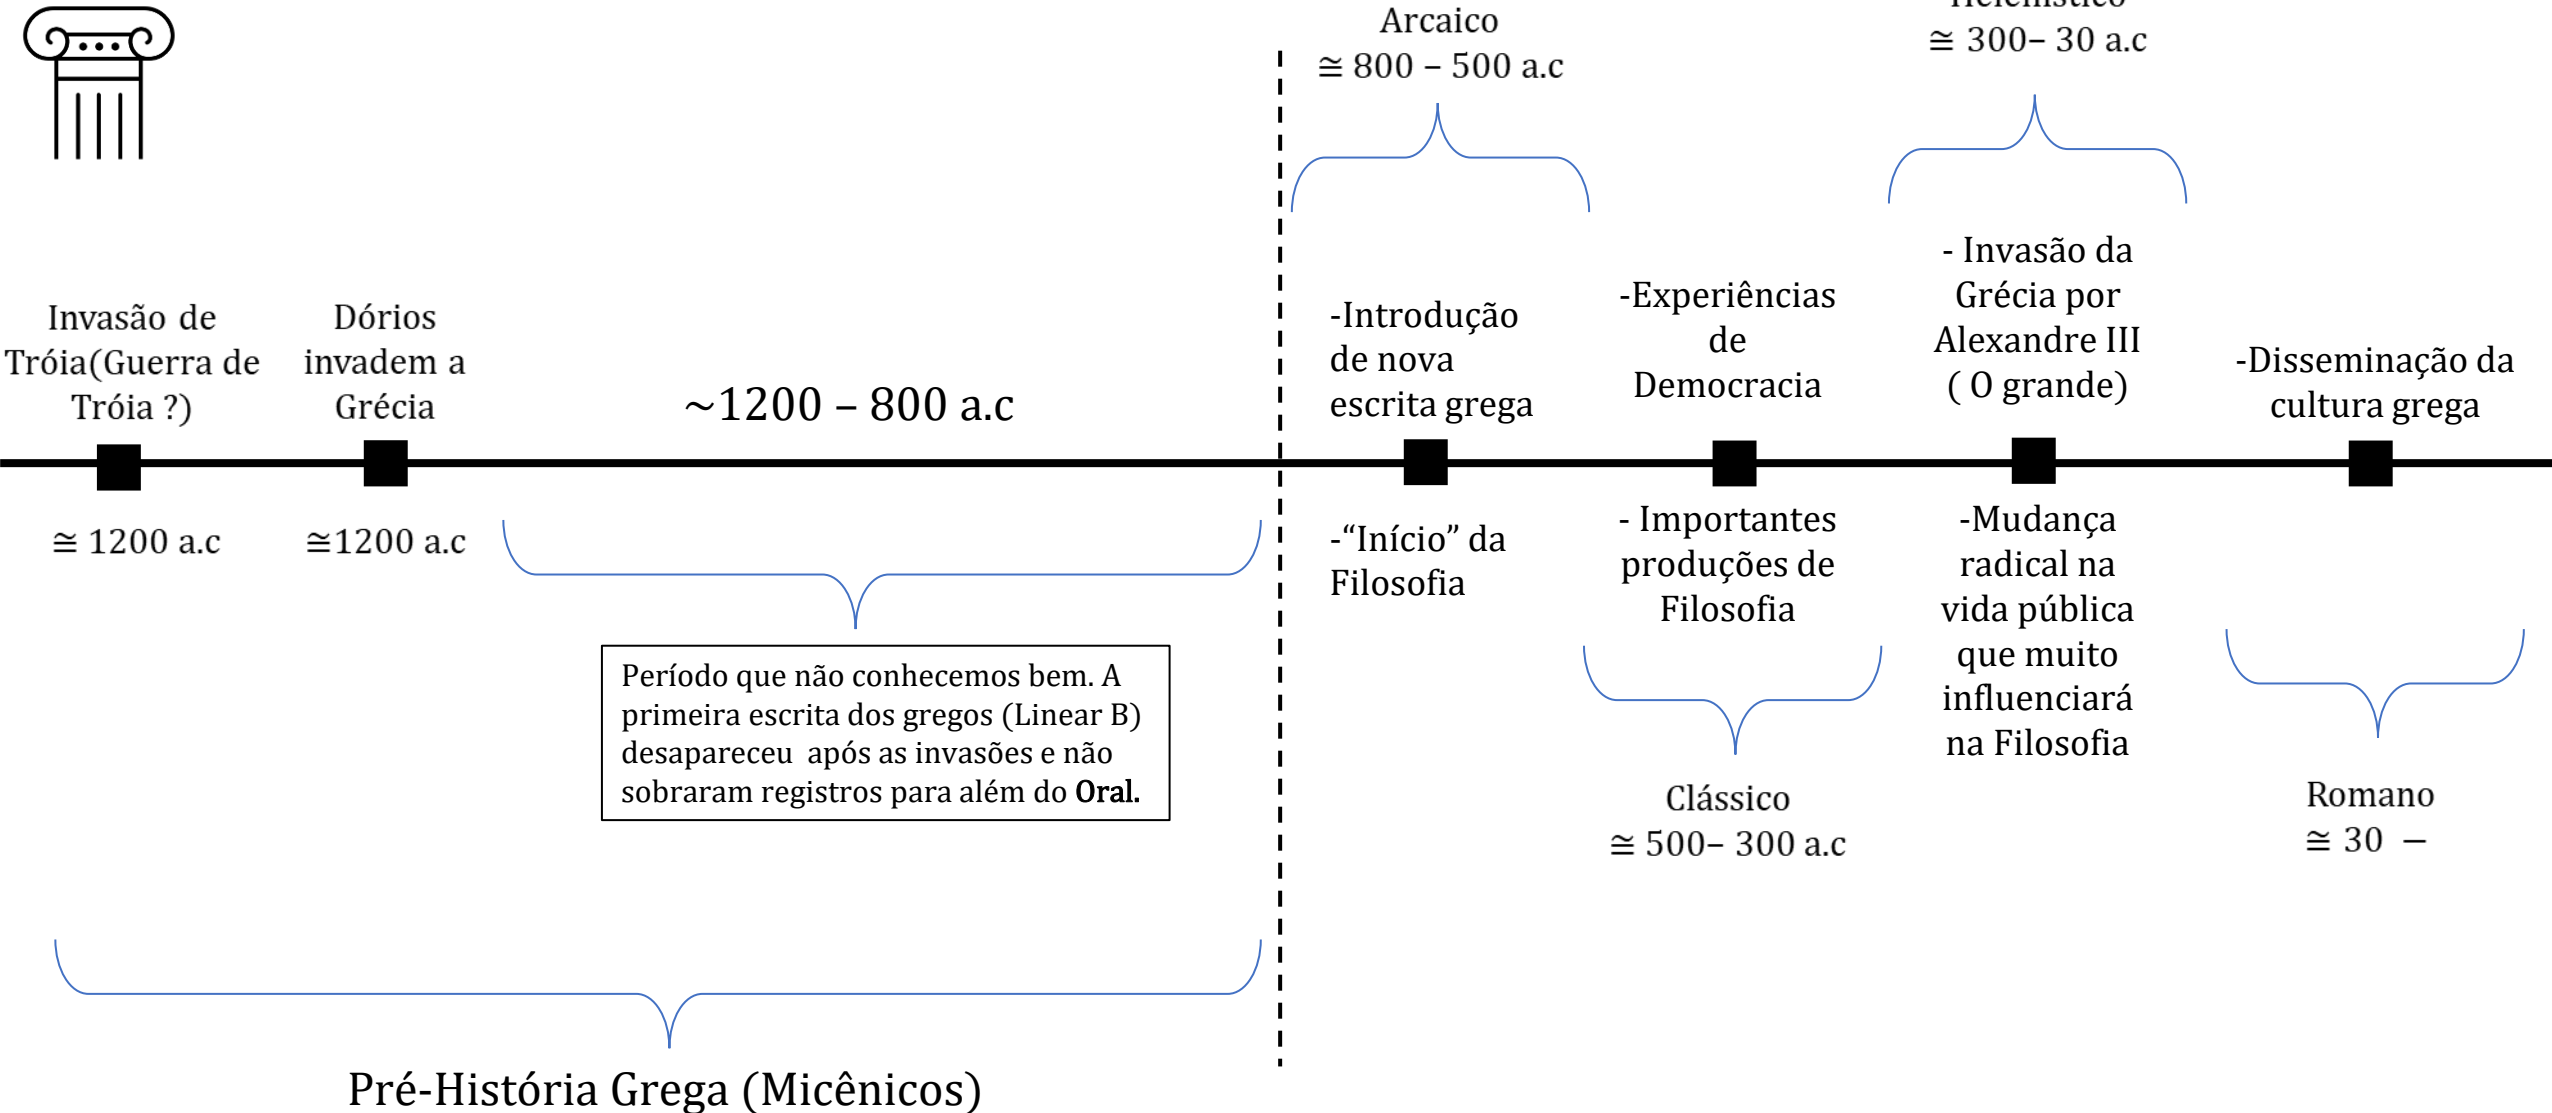 Arcaico
≅ 800 – 500 a.c
Helenístico
≅ 300– 30 a.c
Invasão de
Tróia(Guerra de
Tróia ?)
Dórios
invadem a
Grécia
~1200 – 800 a.c
-Introdução
de nova
escrita grega
-Experiências
de
Democracia
- Invasão da
Grécia por
Alexandre III
( O grande)
-Disseminação da
cultura grega
≅ 1200 a.c
≅1200 a.c
-“Início” da
Filosofia
- Importantes
produções de
Filosofia
-Mudança
radical na
vida pública
que muito
influenciará
na Filosofia
Período que não conhecemos bem. A
primeira escrita dos gregos (Linear B)
desapareceu após as invasões e não
sobraram registros para além do Oral.
Clássico
≅ 500– 300 a.c
Romano
≅ 30 –
Pré-História Grega (Micênicos)